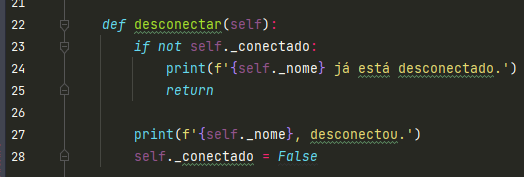 21
22 def desconectar(self):
23 if not self._conectado:
24 print(f'{self._nome} já está desconectado.')
25 return
26
27 print(f'{self._nome}, desconectou.')
28 self._conectado = False